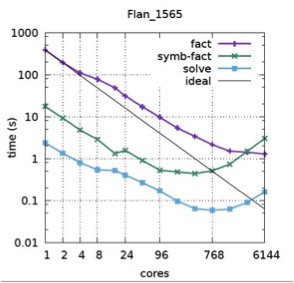 Flan_1565
1000
100
10
1
0.1
0.01
time (s)
fact
symb-fact
solve
ideal
1 2 4 8 24 96 768 6144
cores